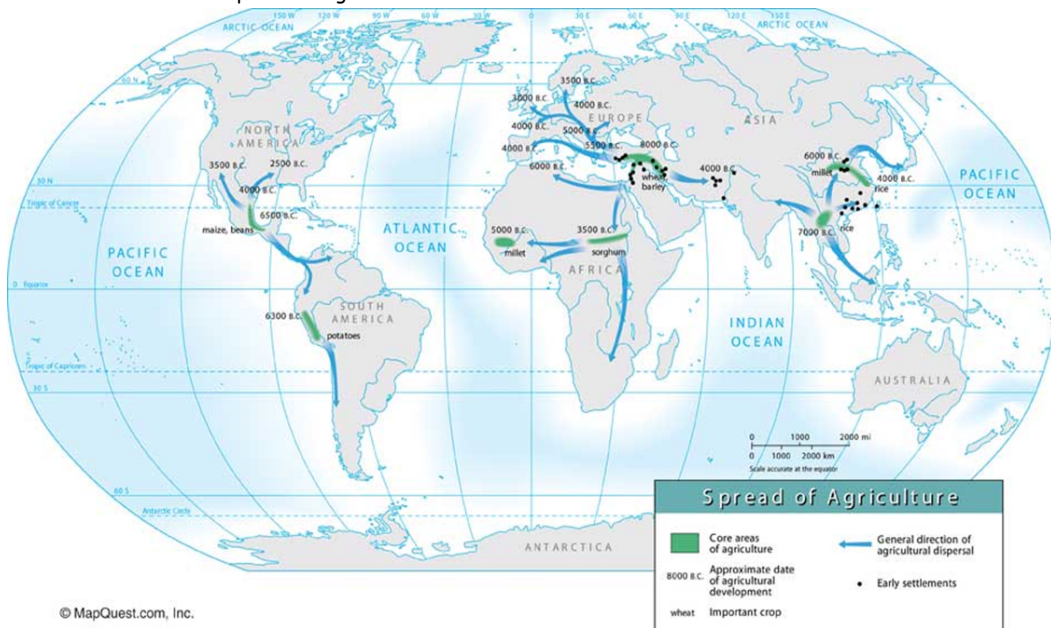 150 W
120 W
90 W
60 W
30 W
0
30 E
60 E
90 E
120 E
150 E
ARCTIC OCEAN
ARCTIC OCEAN
60 N
NORTH
AMERICA
3500 B.C.
2500 B.C.
4000 B.C.
6500 B.C.
maize, beans
30 N
Tropic of Cancer
PACIFIC
OCEAN
ATLANTIC
OCEAN
0 Equator
SOUTH
AMERICA
6300 B.C.
potatoes
Tropic of Capricorn
30 S
60 S
Antarctic Circle
3500 B.C.
3000 B.C.
4000 B.C.
EUROPE
4000 B.C.
5000 B.C.
4000 B.C.
5500 B.C.
8000 B.C.
6000 B.C.
wheat
barley
ASIA
4000 B.C.
6000 B.C.
millet
4000 B.C.
rice
7000 B.C.
rice
PACIFIC
OCEAN
5000 B.C.
millet
3500 B.C.
sorghum
AFRICA
INDIAN
OCEAN
AUSTRALIA
0 1000 2000 mi
0 1000 2000 km
Scale accurate at the equator
ANTARCTICA
Spread of Agriculture
Core areas
of agriculture
General direction of
agricultural dispersal
8000 B.C.
Approximate date
of agricultural
development
Early settlements
wheat
Important crop
© MapQuest.com, Inc.